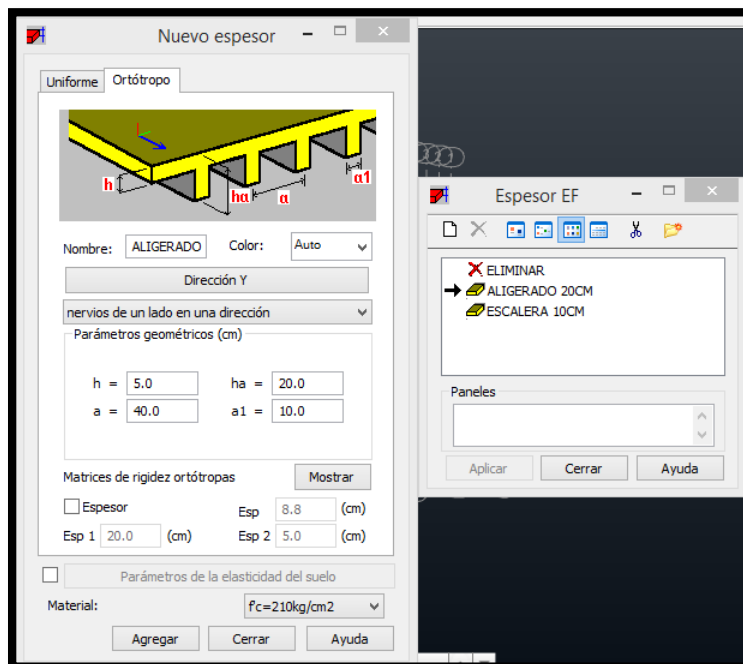 Nuevo espesor
Uniforme Ortótropo
h ha a a1
Nombre: ALIGERADO Color: Auto
Dirección Y
nervios de un lado en una dirección
Parámetros geométricos (cm)
h = 5.0 ha = 20.0
a = 40.0 a1 = 10.0
Matrices de rigidez ortótropas Mostrar
Espesor Esp 8.8 (cm)
Esp 1 20.0 (cm) Esp 2 5.0 (cm)
Parámetros de la elasticidad del suelo
Material: f'c=210kg/cm2
Agregar Cerrar Ayuda
Espesor EF
ELIMINAR
ALIGERADO 20CM
ESCALERA 10CM
Paneles
Aplicar Cerrar Ayuda